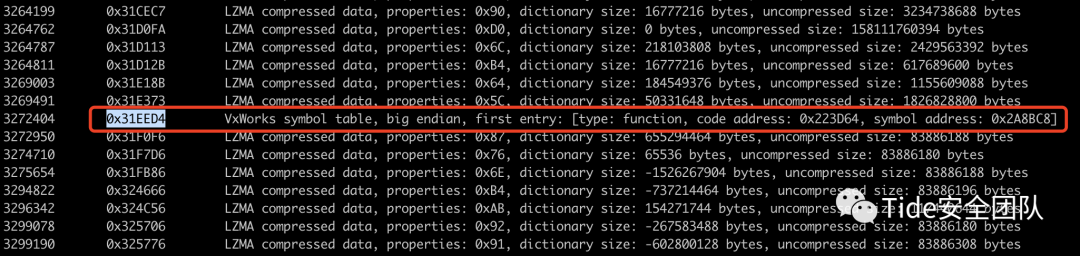 3264199 0x31CEC7 LZMA compressed data, properties: 0x90, dictionary size: 16777216 bytes, uncompressed size: 3234738688 bytes
3264762 0x31D0FA LZMA compressed data, properties: 0xD0, dictionary size: 0 bytes, uncompressed size: 158111760394 bytes
3264787 0x31D113 LZMA compressed data, properties: 0x6C, dictionary size: 218103808 bytes, uncompressed size: 2429563392 bytes
3264811 0x31D12B LZMA compressed data, properties: 0xB4, dictionary size: 16777216 bytes, uncompressed size: 617689600 bytes
3269003 0x31E18B LZMA compressed data, properties: 0x64, dictionary size: 184549376 bytes, uncompressed size: 1155609088 bytes
3269491 0x31E373 LZMA compressed data, properties: 0x5C, dictionary size: 50331648 bytes, uncompressed size: 1826828800 bytes
3272404 0x31EED4 VxWorks symbol table, big endian, first entry: [type: function, code address: 0x223D64, symbol address: 0x2A8BC8]
3272950 0x31F0F6 LZMA compressed data, properties: 0x87, dictionary size: 655294464 bytes, uncompressed size: 83886188 bytes
3274710 0x31F7D6 LZMA compressed data, properties: 0x76, dictionary size: 65536 bytes, uncompressed size: 83886180 bytes
3275654 0x31FB86 LZMA compressed data, properties: 0x6E, dictionary size: -1526267904 bytes, uncompressed size: 83886188 bytes
3294822 0x324666 LZMA compressed data, properties: 0xB4, dictionary size: -737214464 bytes, uncompressed size: 83886196 bytes
3296342 0x324C56 LZMA compressed data, properties: 0xAB, dictionary size: 154271744 bytes, uncompressed size: bytes
3299078 0x325706 LZMA compressed data, properties: 0x92, dictionary size: -267583488 bytes, uncompressed size: 83886180 bytes
3299190 0x325776 LZMA compressed data, properties: 0x91, dictionary size: -602800128 bytes, uncompressed size: 83886308 bytes
Tide安全团队